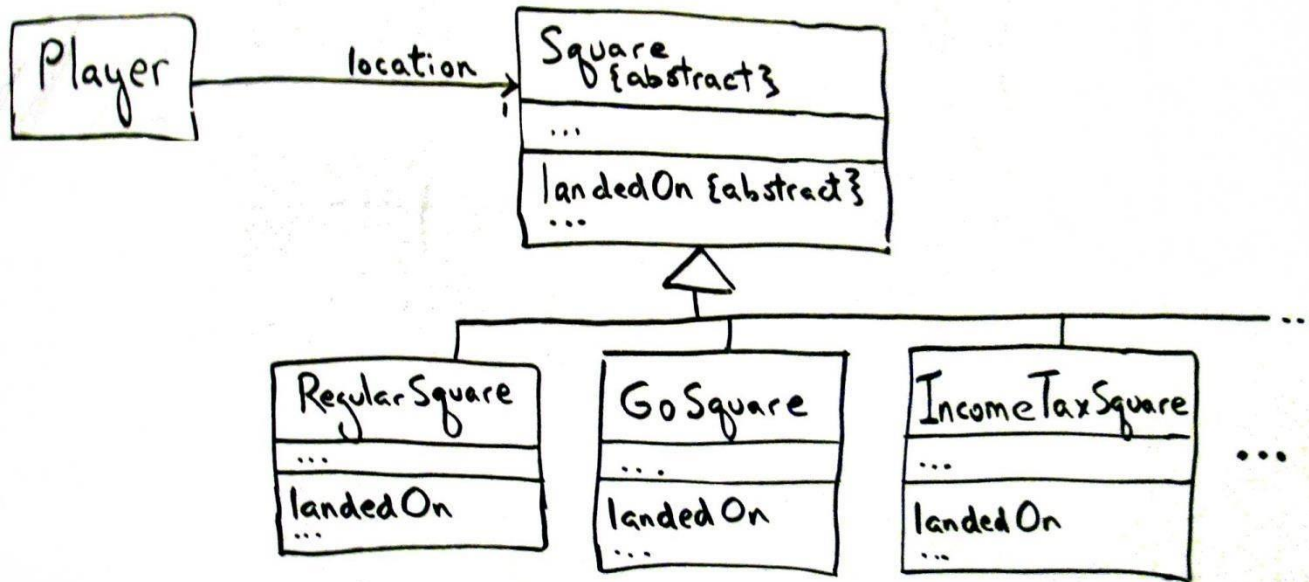 Player
location
1
Square
{abstract}
...
landedOn {abstract}
...
...
RegularSquare
...
landedOn
...
GoSquare
...
landedOn
...
IncomeTaxSquare
...
landedOn
...
...